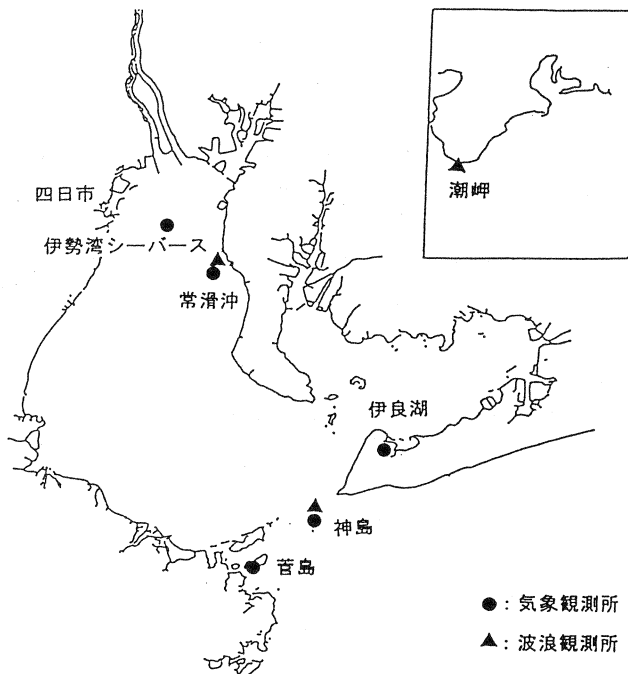 潮岬
四日市
伊勢湾シーバース
常滑沖
伊良湖
神島
菅島
●：気象観測所
▲：波浪観測所